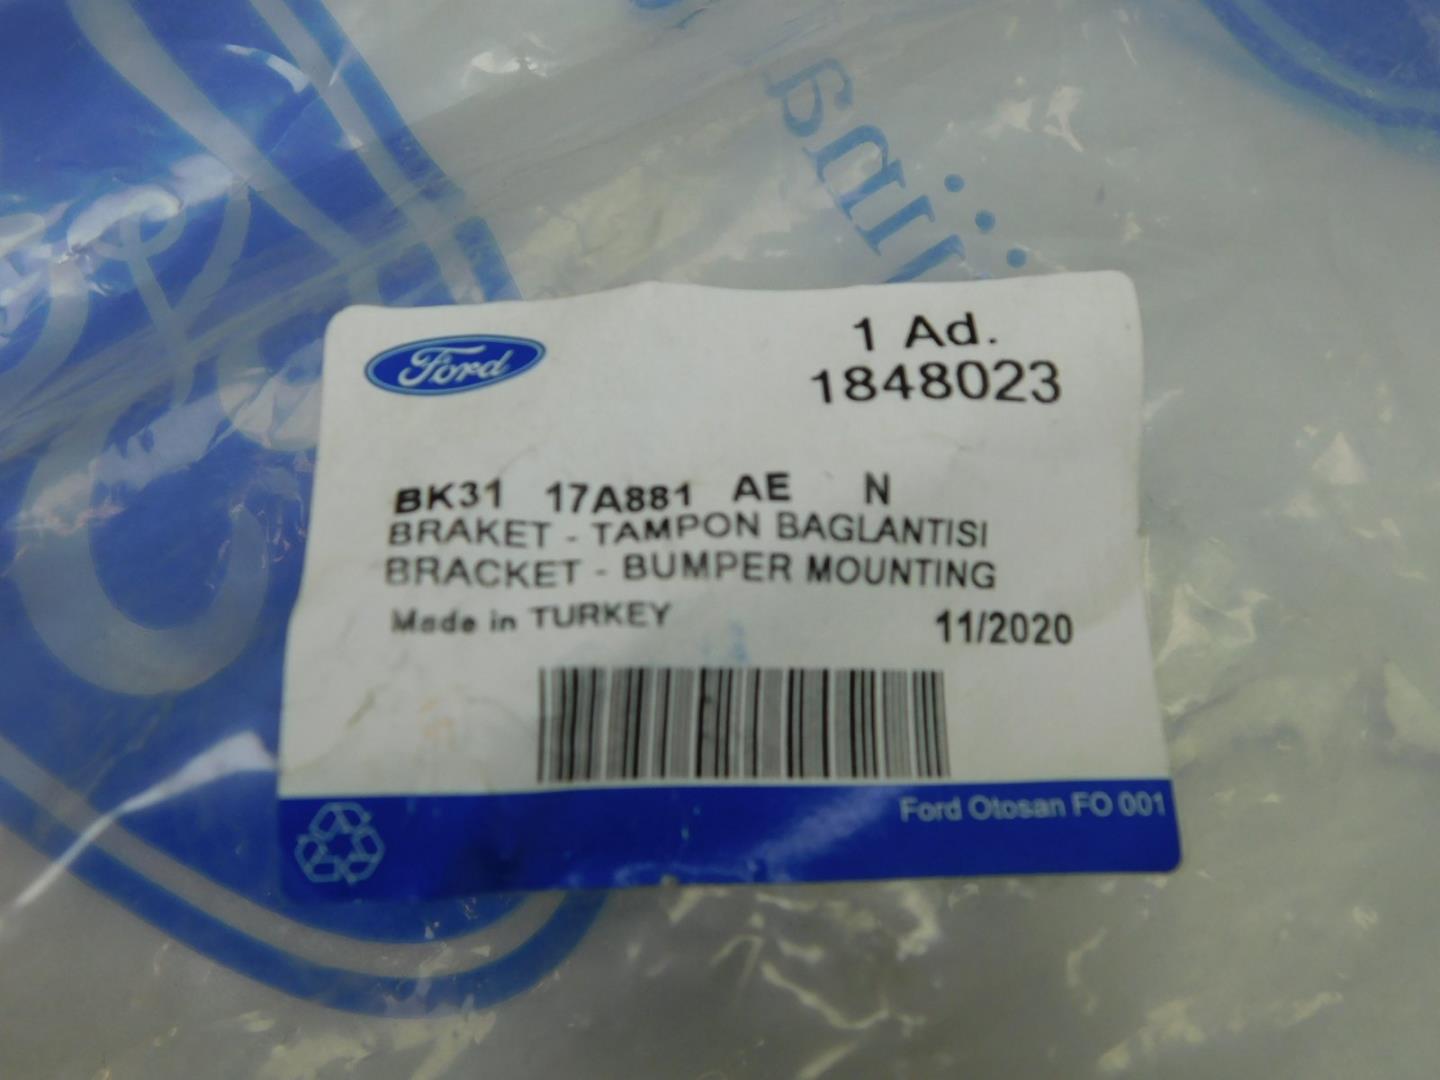 Ford
1 Ad.
1848023
BK31 17A881 AE N
BRAKET - TAMPON BAGLANTISI
BRACKET - BUMPER MOUNTING
Made in TURKEY
11/2020
Ford Otosan FO 001